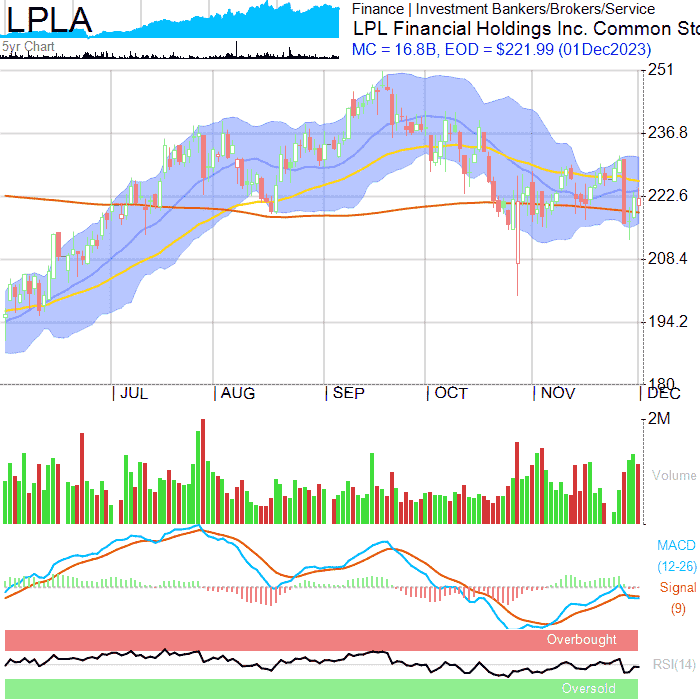 LPLA
5yr Chart
Finance | Investment Bankers/Brokers/Service
LPL Financial Holdings Inc. Common Sto
MC = 16.8B, EOD = $221.99 (01Dec2023)
251
236.8
222.6
208.4
194.2
180
JUL AUG SEP OCT NOV DEC
2M
Volume
MACD
(12-26)
Signal
(9)
Overbought
RSI(14)
Oversold